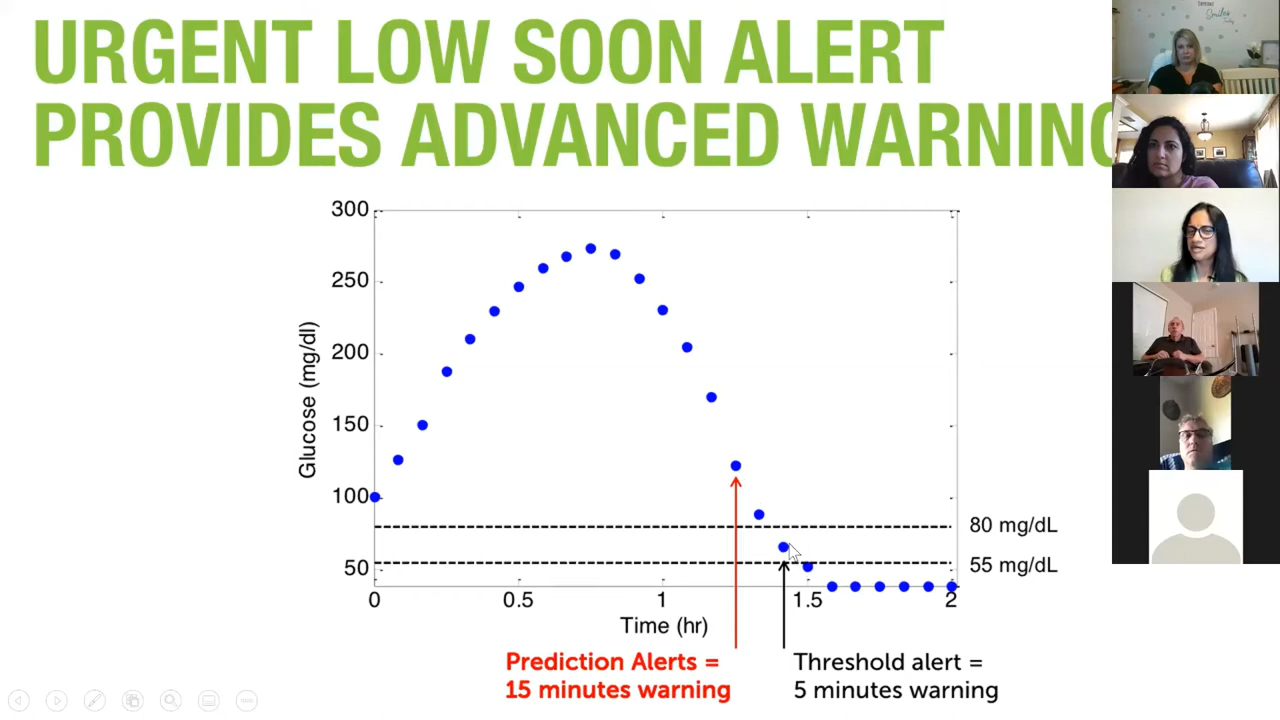 URGENT LOW SOON ALERT
PROVIDES ADVANCED WARNING
300
250
200
150
100
50
Glucose (mg/dl)
80 mg/dL
55 mg/dL
0
0.5
1
1.5
2
Time (hr)
Prediction Alerts =
15 minutes warning
Threshold alert =
5 minutes warning
Smiles